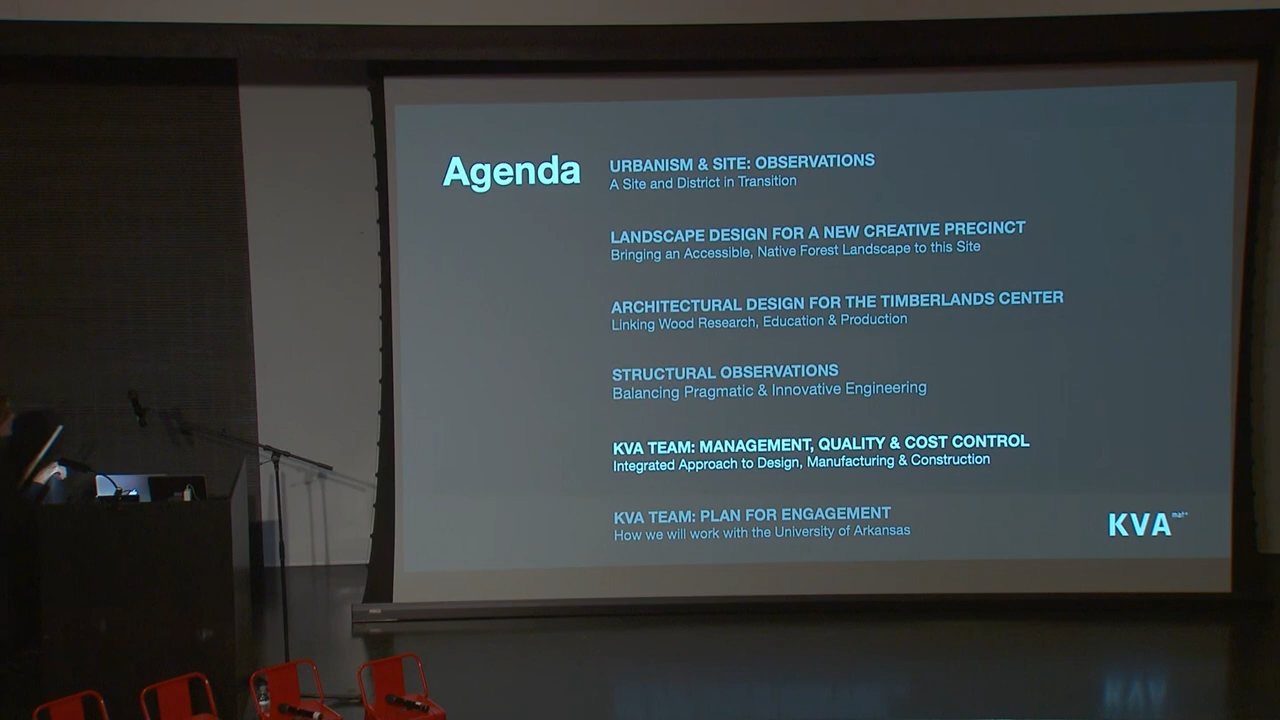 Agenda
URBANISM & SITE: OBSERVATIONS
A Site and District in Transition
LANDSCAPE DESIGN FOR A NEW CREATIVE PRECINCT
Bringing an Accessible, Native Forest Landscape to this Site
ARCHITECTURAL DESIGN FOR THE TIMBERLANDS CENTER
Linking Wood Research, Education & Production
STRUCTURAL OBSERVATIONS
Balancing Pragmatic & Innovative Engineering
KVA TEAM: MANAGEMENT, QUALITY & COST CONTROL
Integrated Approach to Design, Manufacturing & Construction
KVA TEAM: PLAN FOR ENGAGEMENT
How we will work with the University of Arkansas
KVA